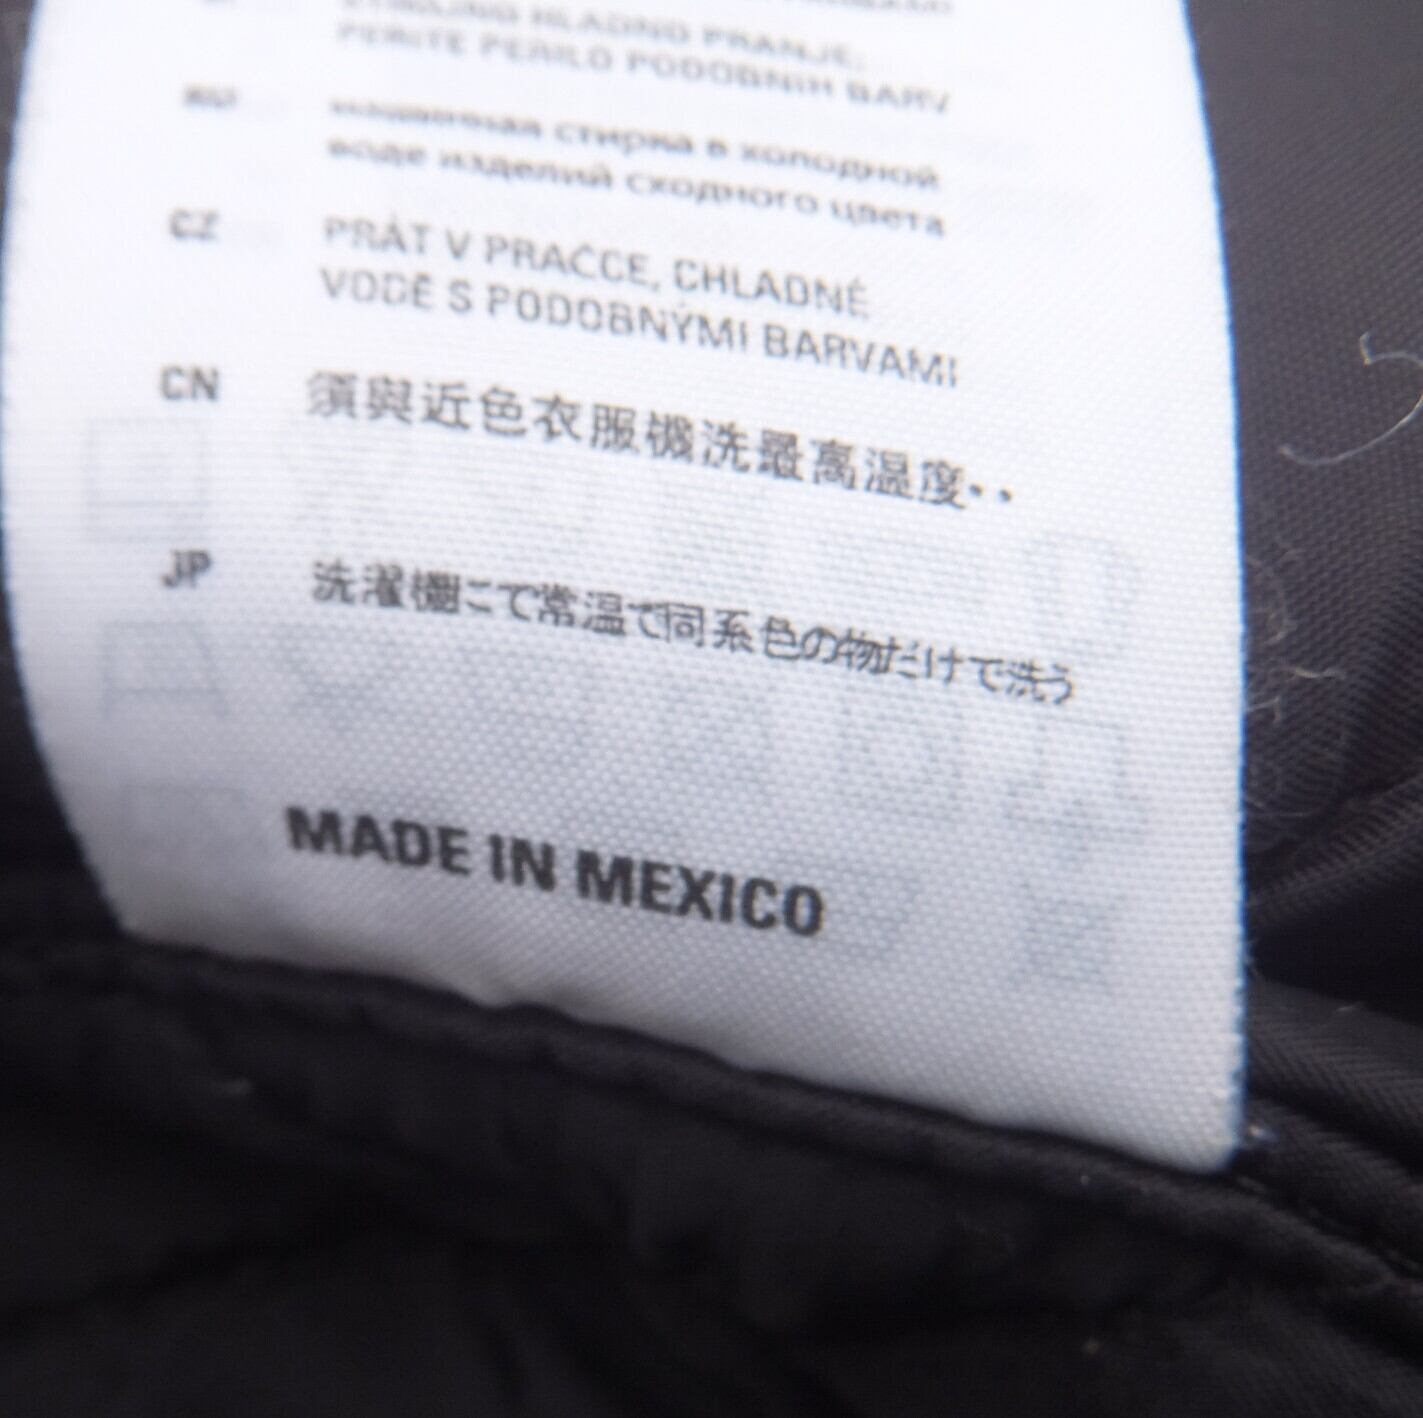 HLADNO PRANJE;
PERITE PERILO PODOBNIH BARV
RU машинная стирка в холодной
воде изделий сходного цвета
CZ PRÁT V PRAČCE, CHLADNÉ
VODĚ S PODOBNÝMI BARVAMI
CN 須與近色衣服機洗最高溫度··
JP 洗濯機にて常温で同系色の物だけで洗う
MADE IN MEXICO